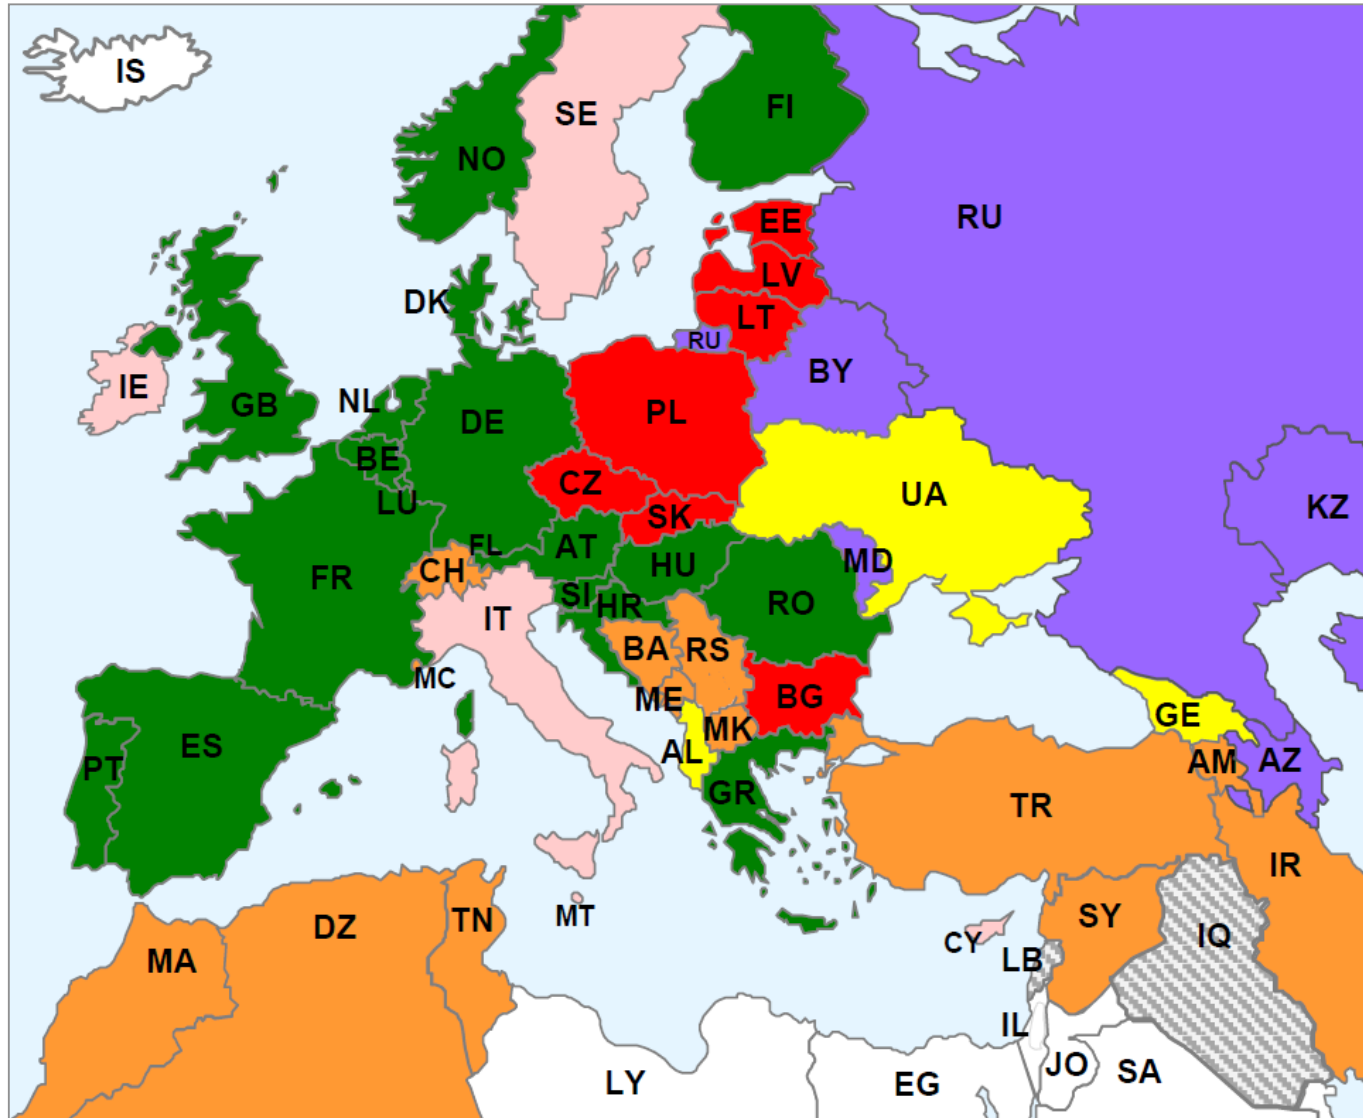 IS
SE
FI
NO
RU
EE
LV
DK
LT
RU
IE
BY
NL
GB
DE
PL
BE
CZ
UA
LU
SK
KZ
FL
AT
CH
HU
MD
FR
SI
HR
RO
IT
BA
RS
MC
ME
BG
MK
GE
ES
AL
PT
AM
AZ
GR
TR
IR
MT
TN
SY
DZ
CY
IQ
MA
LB
IL
JO
SA
LY
EG